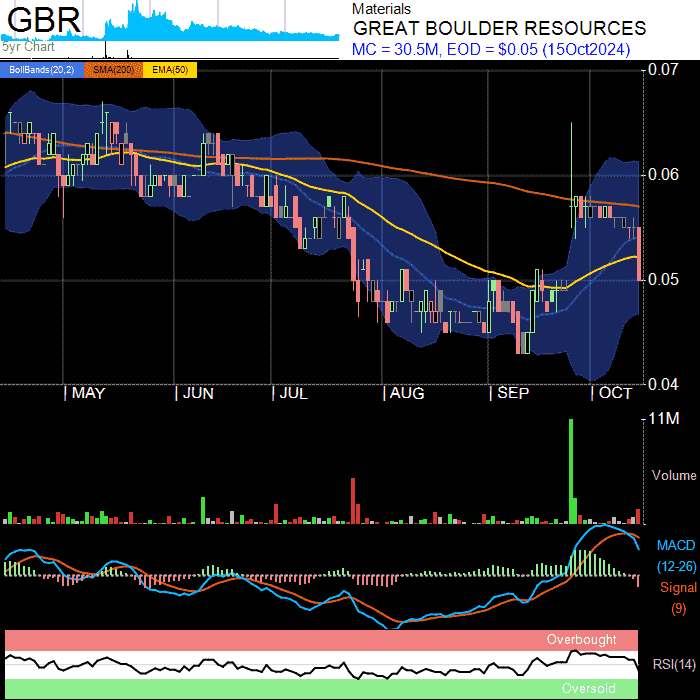 GBR
5yr Chart
Materials
GREAT BOULDER RESOURCES
MC = 30.5M, EOD = $0.05 (15Oct2024)
BollBands(20,2) SMA(200) EMA(50)
0.07
0.06
0.05
0.04
MAY JUN JUL AUG SEP OCT
11M
Volume
MACD
(12-26)
Signal
(9)
Overbought
RSI(14)
Oversold